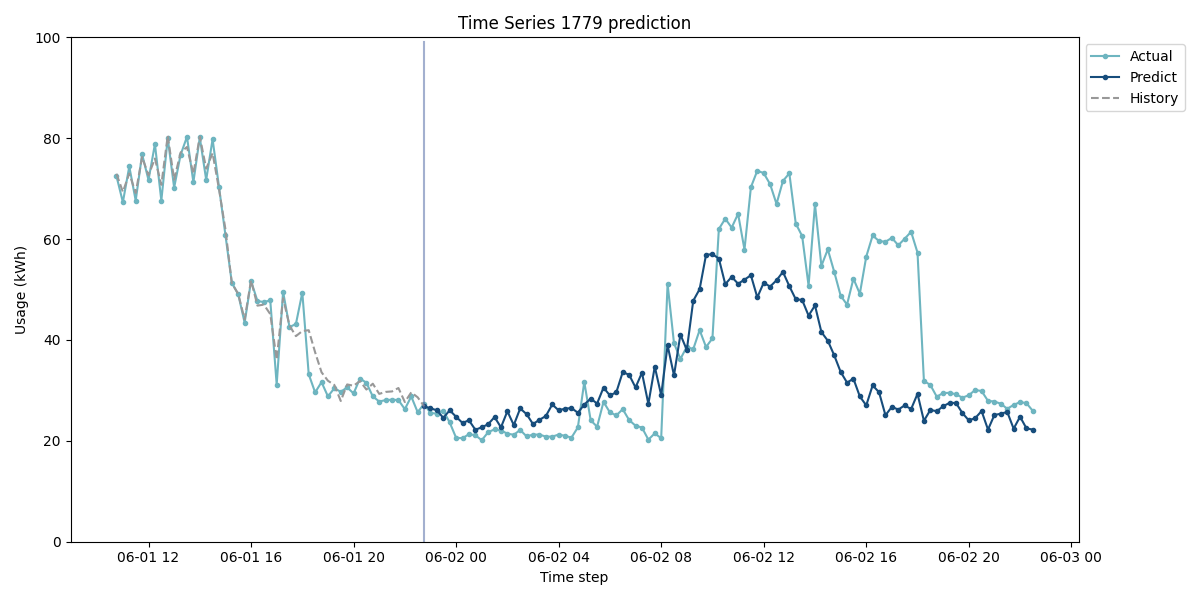 Time Series 1779 prediction
100
80
60
40
20
0
Usage (kWh)
06-01 12
06-01 16
06-01 20
06-02 00
06-02 04
06-02 08
06-02 12
06-02 16
06-02 20
06-03 00
Time step
Actual
Predict
History